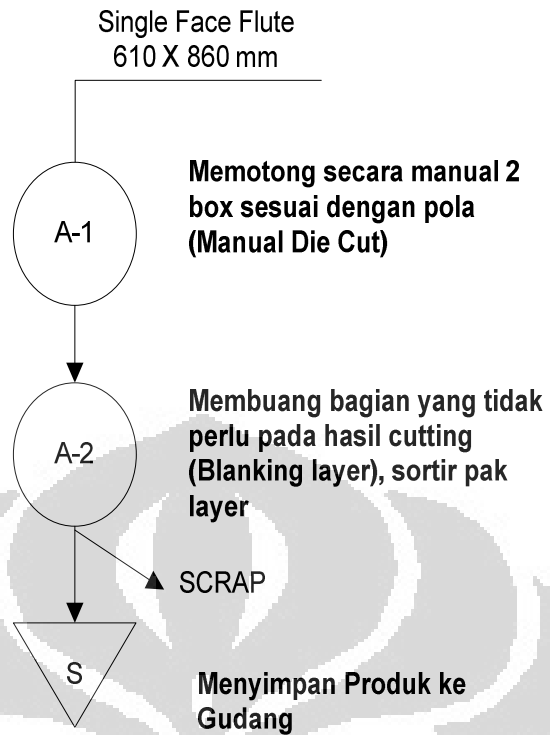 Single Face Flute
610 X 860 mm
A-1
Memotong secara manual 2
box sesuai dengan pola
(Manual Die Cut)
A-2
Membuang bagian yang tidak
perlu pada hasil cutting
(Blanking layer), sortir pak
layer
SCRAP
S
Menyimpan Produk ke
Gudang